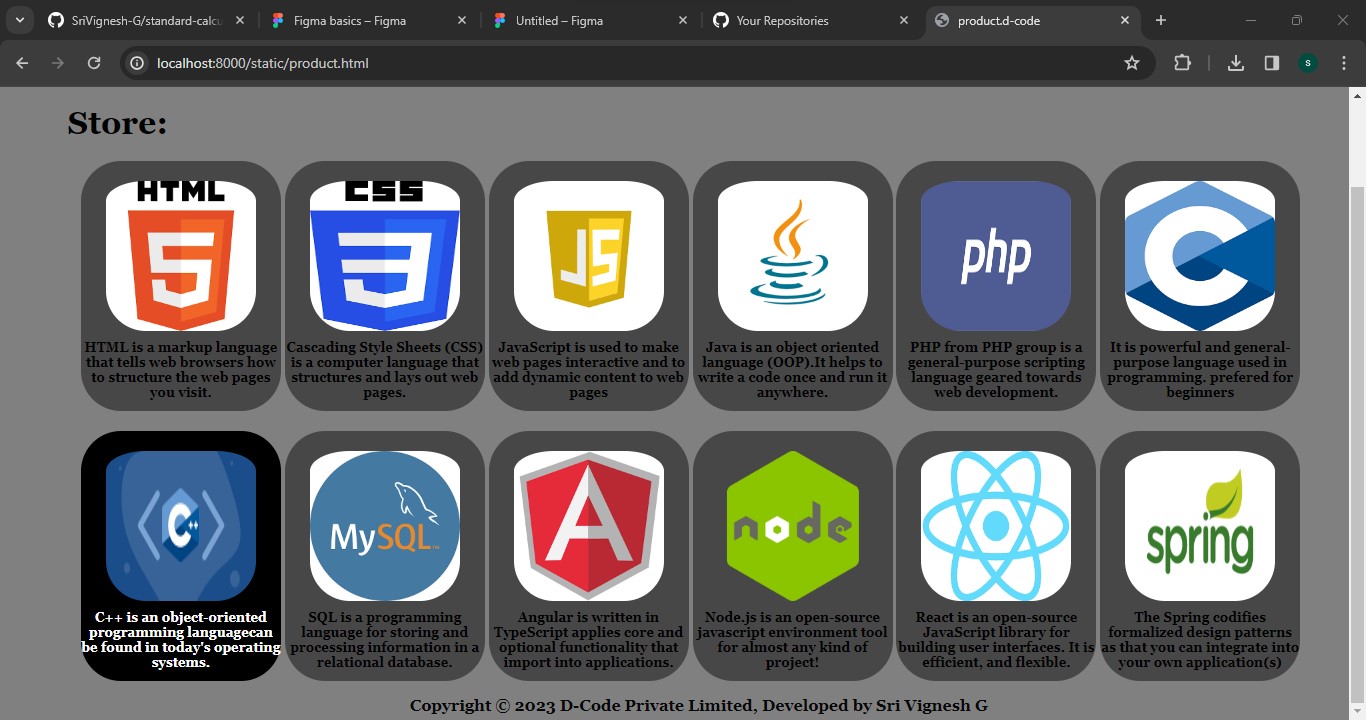 SriVignesh-G/standard-calcu
Figma basics – Figma
Untitled – Figma
Your Repositories
product.d-code
localhost:8000/static/product.html
s
Store:
HTML
5
HTML is a markup language
that tells web browsers how
to structure the web pages
you visit.
CSS
3
Cascading Style Sheets (CSS)
is a computer language that
structures and lays out web
pages.
JS
JavaScript is used to make
web pages interactive and to
add dynamic content to web
pages
Java is an object oriented
language (OOP).It helps to
write a code once and run it
anywhere.
php
PHP from PHP group is a
general-purpose scripting
language geared towards
web development.
C
It is powerful and general-
purpose language used in
programming. prefered for
beginners
C++
C++ is an object-oriented
programming languagecan
be found in today's operating
systems.
MySQL™
SQL is a programming
language for storing and
processing information in a
relational database.
A
Angular is written in
TypeScript applies core and
optional functionality that
import into applications.
node
Node.js is an open-source
javascript environment tool
for almost any kind of
project!
React is an open-source
JavaScript library for
building user interfaces. It is
efficient, and flexible.
spring
The Spring codifies
formalized design patterns
as that you can integrate into
your own application(s)
Copyright © 2023 D-Code Private Limited, Developed by Sri Vignesh G